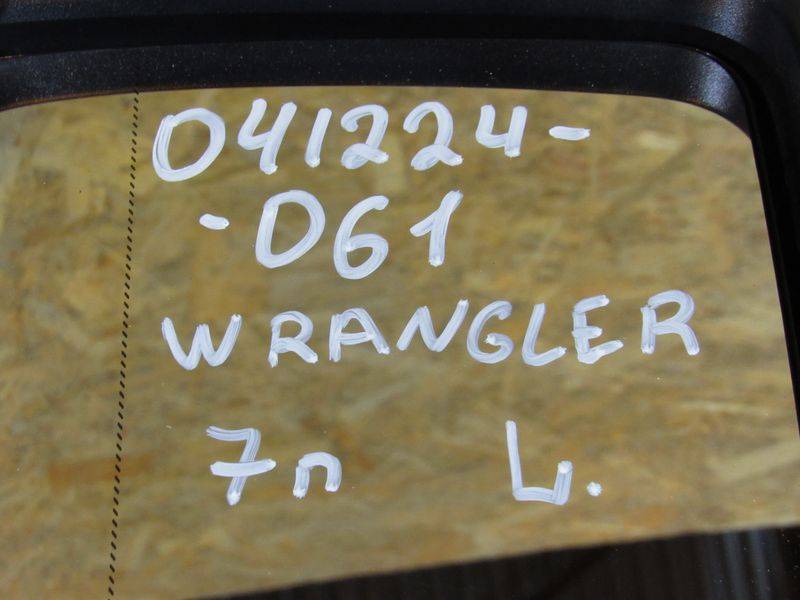 041224-
-061
WRANGLER
7п L.